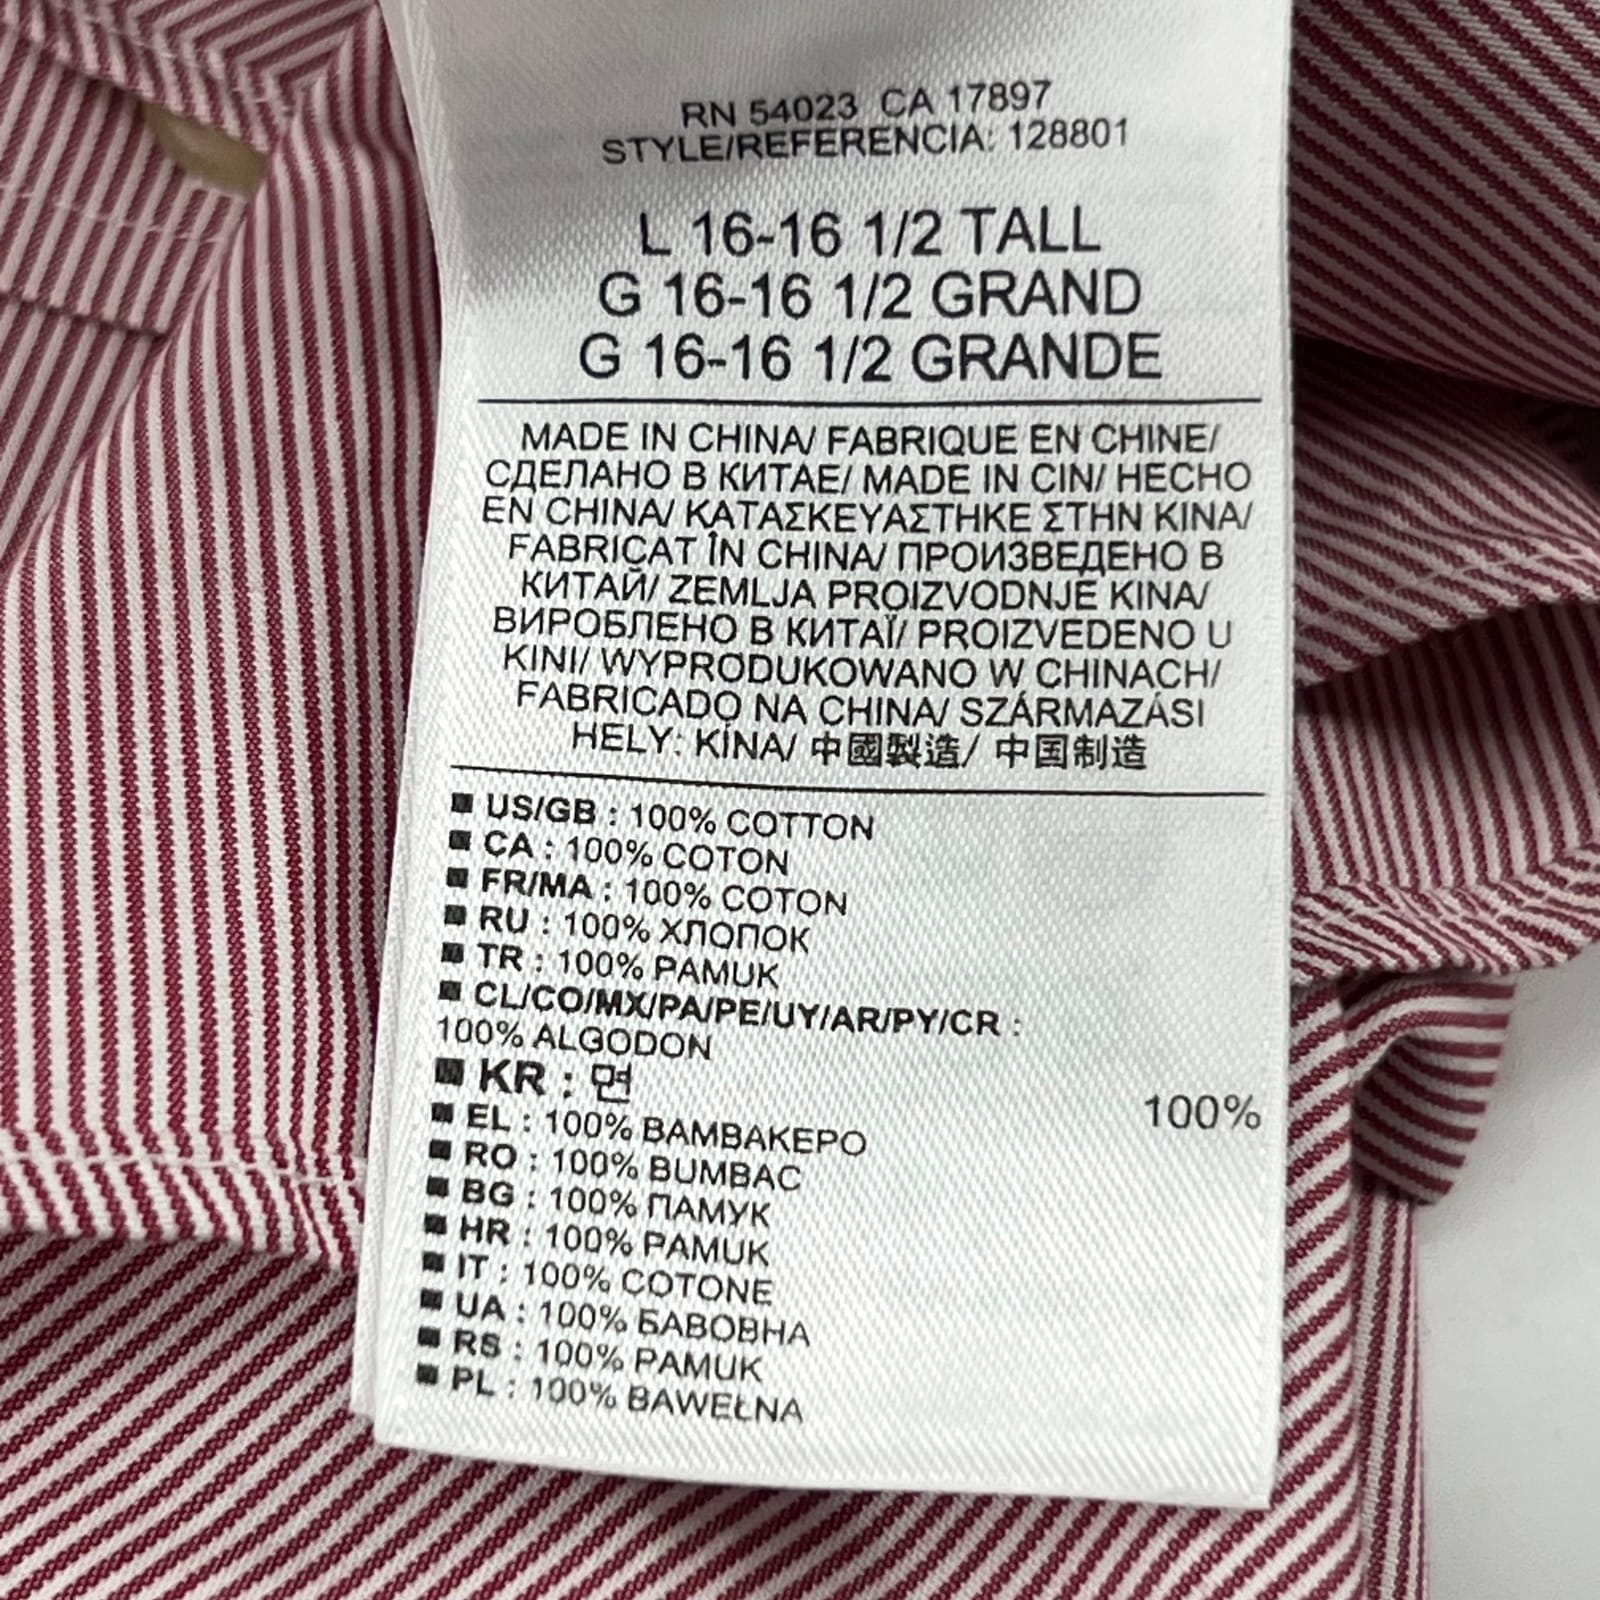 RN 54023 CA 17897
STYLE/REFERENCIA: 128801
L 16-16 1/2 TALL
G 16-16 1/2 GRAND
G 16-16 1/2 GRANDE
MADE IN CHINA/ FABRIQUE EN CHINE/
СДЕЛАНО В КИТАЕ/ MADE IN CIN/ HECHO
EN CHINA/ ΚΑΤΑΣΚΕΥΑΣΤΗΚΕ ΣΤΗΝ ΚΙΝΑ/
FABRICAT ÎN CHINA/ ПРОИЗВЕДЕНО В
КИТАЙ/ ZEMLJA PROIZVODNJE KINA/
ВИРОБЛЕНО В КИТАЇ/ PROIZVEDENO U
KINI/ WYPRODUKOWANO W CHINACH/
FABRICADO NA CHINA/ SZÁRMAZÁSI
HELY: KÍNA/ 中國製造/ 中国制造
■ US/GB : 100% COTTON
■ CA : 100% COTON
■ FR/MA : 100% COTON
■ RU : 100% ХЛОПОК
■ TR : 100% PAMUK
■ CL/CO/MX/PA/PE/UY/AR/PY/CR :
100% ALGODON
■ KR : 면 100%
■ EL : 100% ΒΑΜΒΑΚΕΡΟ
■ RO : 100% BUMBAC
■ BG : 100% ПАМУК
■ HR : 100% PAMUK
■ IT : 100% COTONE
■ UA : 100% БАВОВНА
■ RS : 100% PAMUK
■ PL : 100% BAWEŁNA